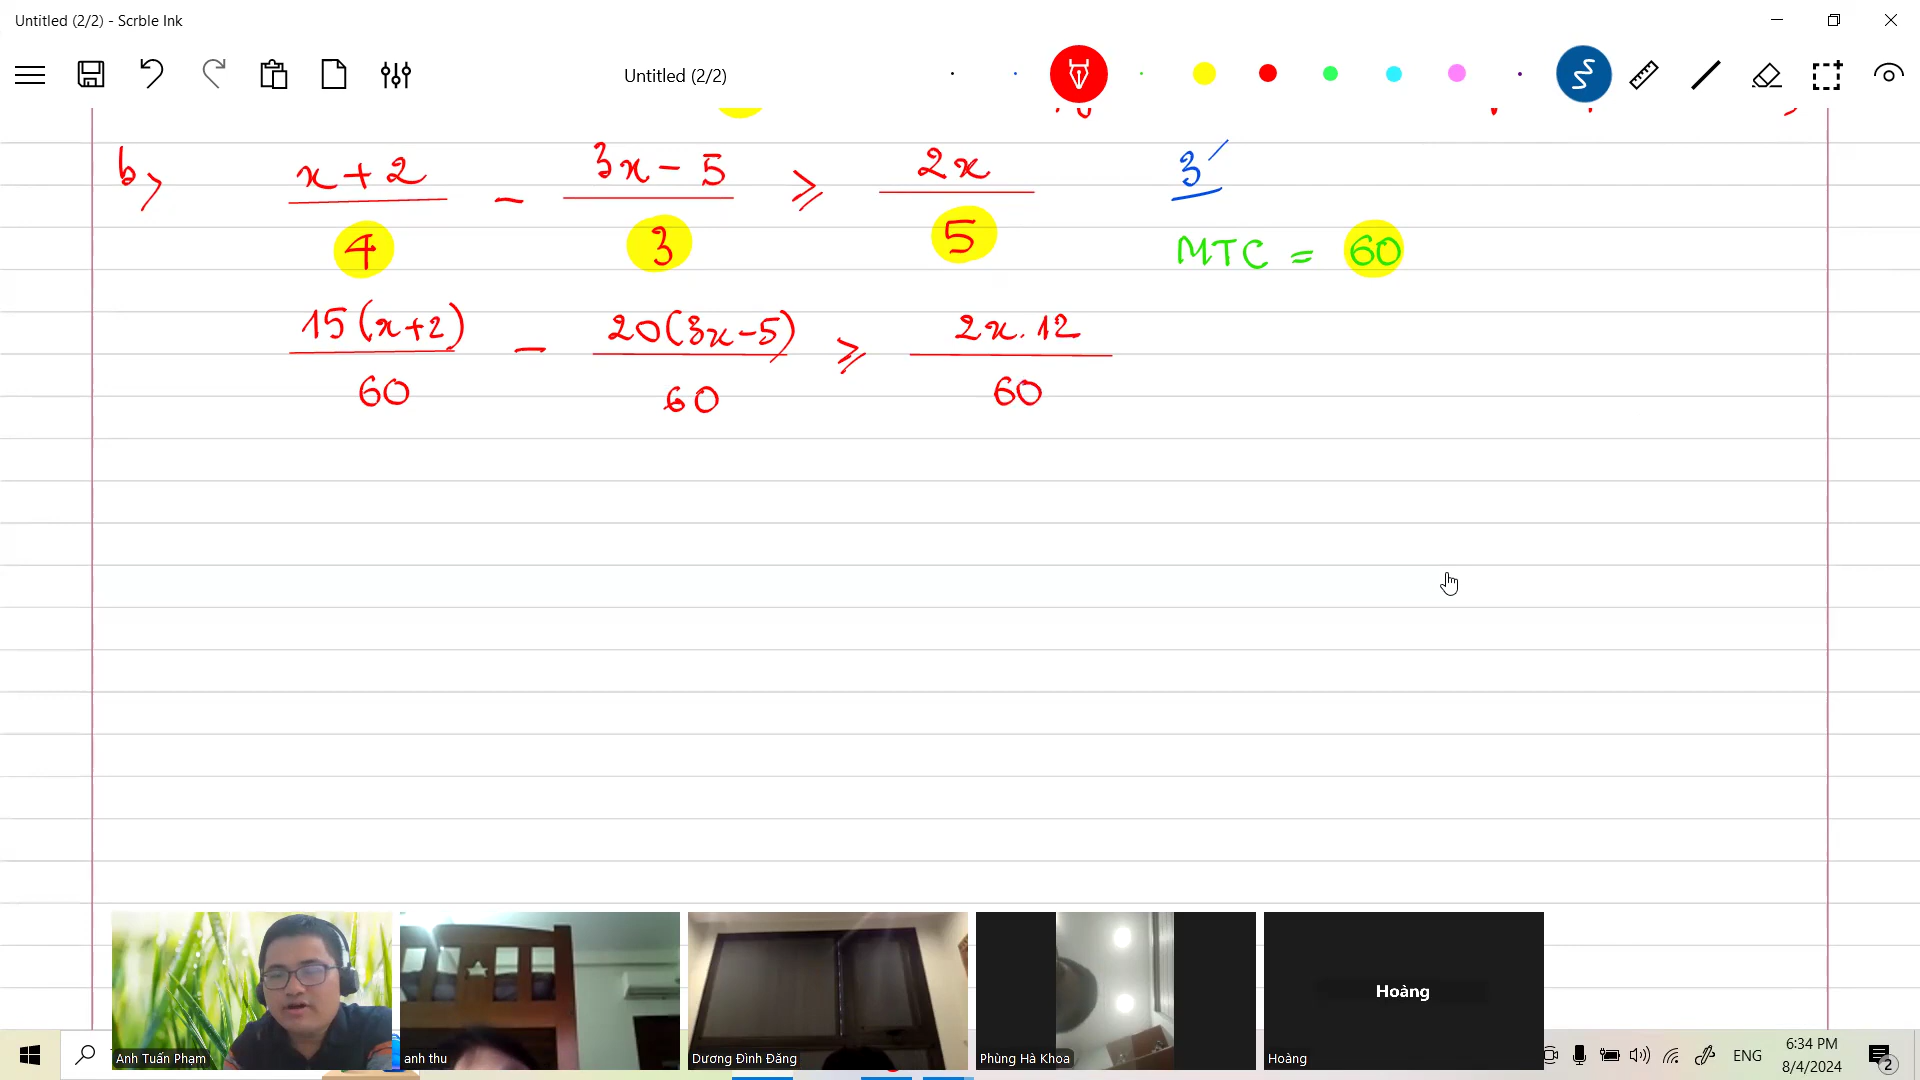 Untitled (2/2) - Scrble Ink
Untitled (2/2)
b, (x+2)/4 - (3x-5)/3 ⩾ 2x/5 3'
MTC = 60
15(x+2)/60 - 20(3x-5)/60 ⩾ 2x.12/60
Hoàng
Anh Tuấn Phạm
anh thu
Dương Đình Đăng
Phùng Hà Khoa
Hoàng
ENG
6:34 PM
8/4/2024
2